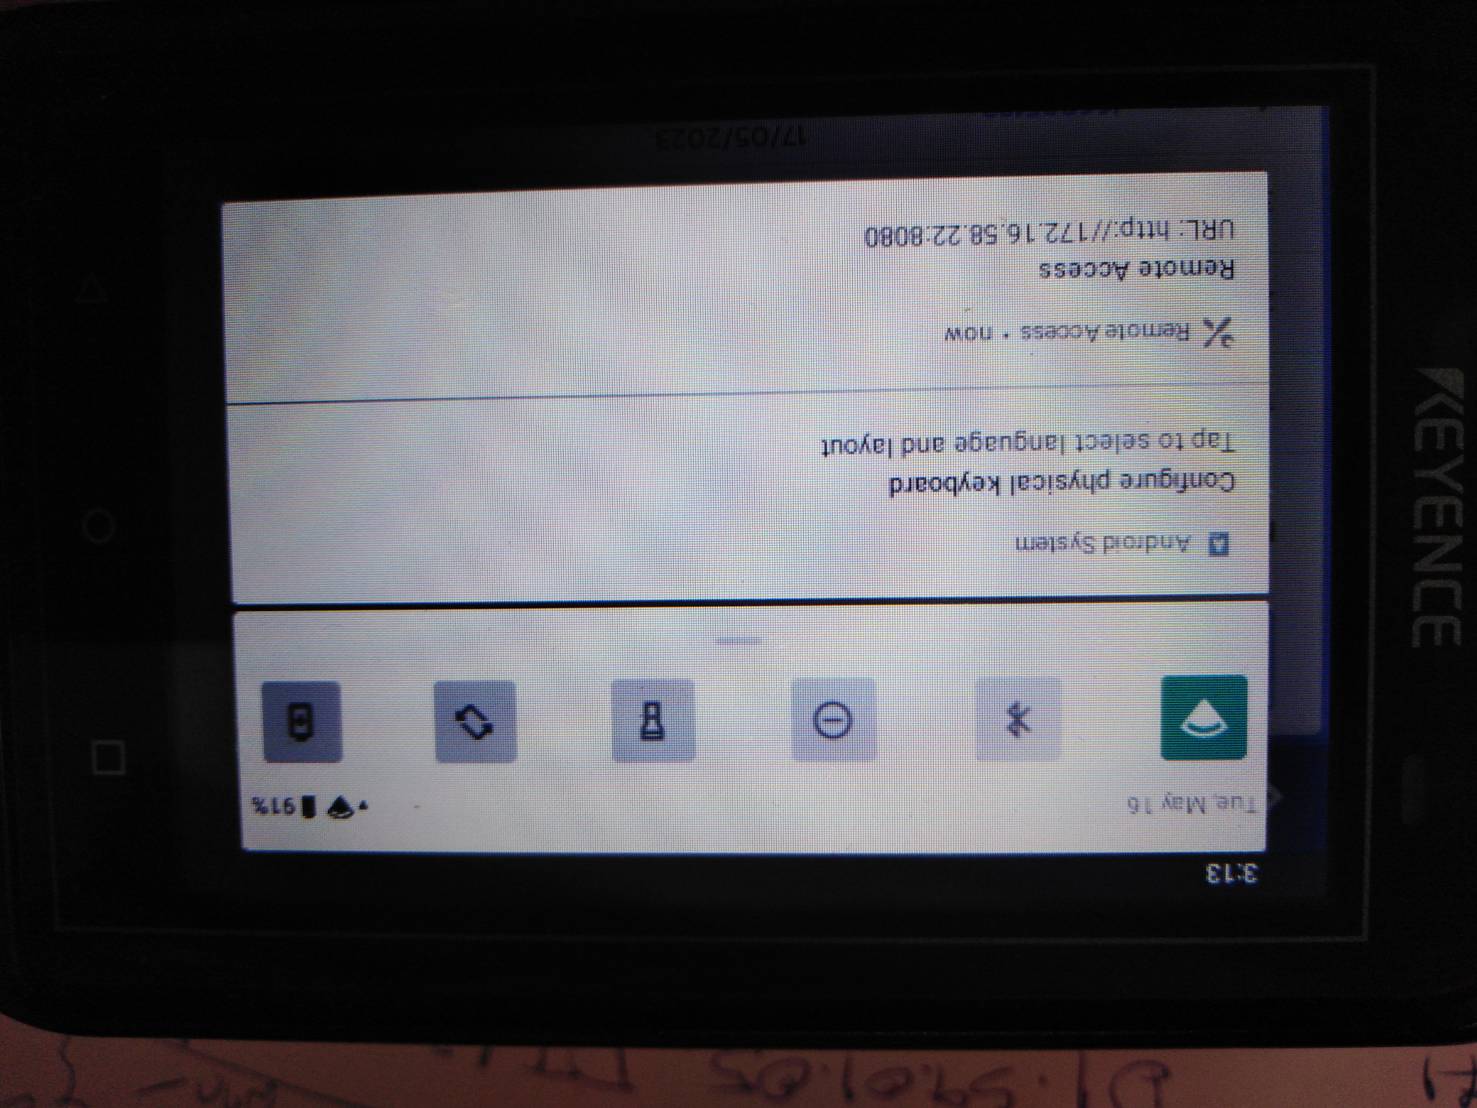 3:13
Tue, May 16
91%
Android System
Configure physical keyboard
Tap to select language and layout
Remote Access • now
Remote Access
URL: http://172.16.58.22:8080
17/05/2023
KEYENCE